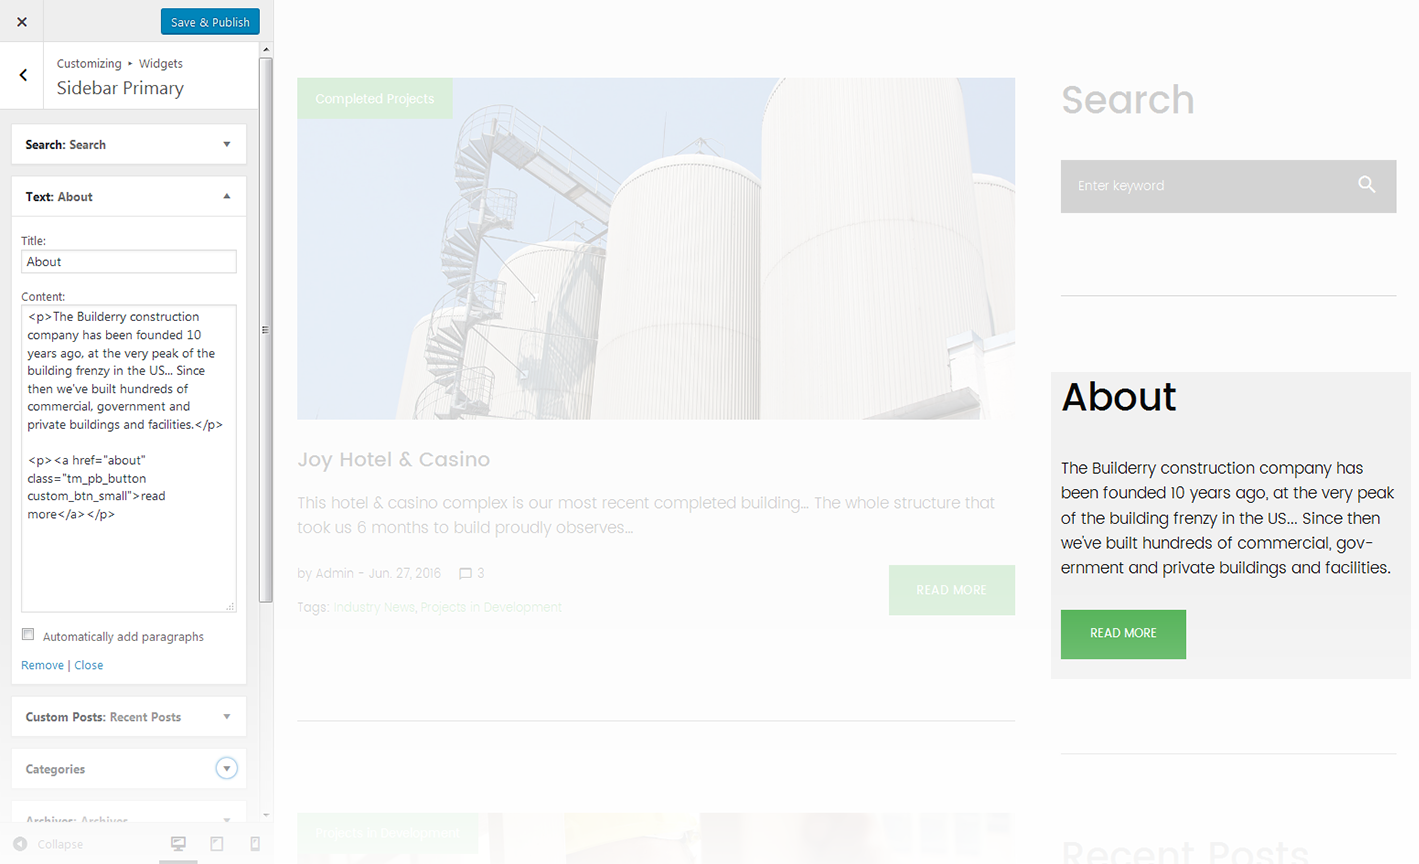 Save & Publish
Customizing ▸ Widgets
Sidebar Primary
Search: Search
Text: About
Title:
About
Content:
<p>The Builderry construction
company has been founded 10
years ago, at the very peak of the
building frenzy in the US... Since
then we've built hundreds of
commercial, government and
private buildings and facilities.</p>
<p><a href="about"
class="tm_pb_button
custom_btn_small">read
more</a></p>
Automatically add paragraphs
Remove | Close
Custom Posts: Recent Posts
Categories
Archives: Archives
Collapse
Completed Projects
Joy Hotel & Casino
This hotel & casino complex is our most recent completed building... The whole structure that
took us 6 months to build proudly observes...
by Admin - Jun. 27, 2016 3
Tags: Industry News, Projects in Development
READ MORE
Projects in Development
Search
Enter keyword
About
The Builderry construction company has
been founded 10 years ago, at the very peak
of the building frenzy in the US... Since then
we've built hundreds of commercial, gov-
ernment and private buildings and facilities.
READ MORE
Recent Posts